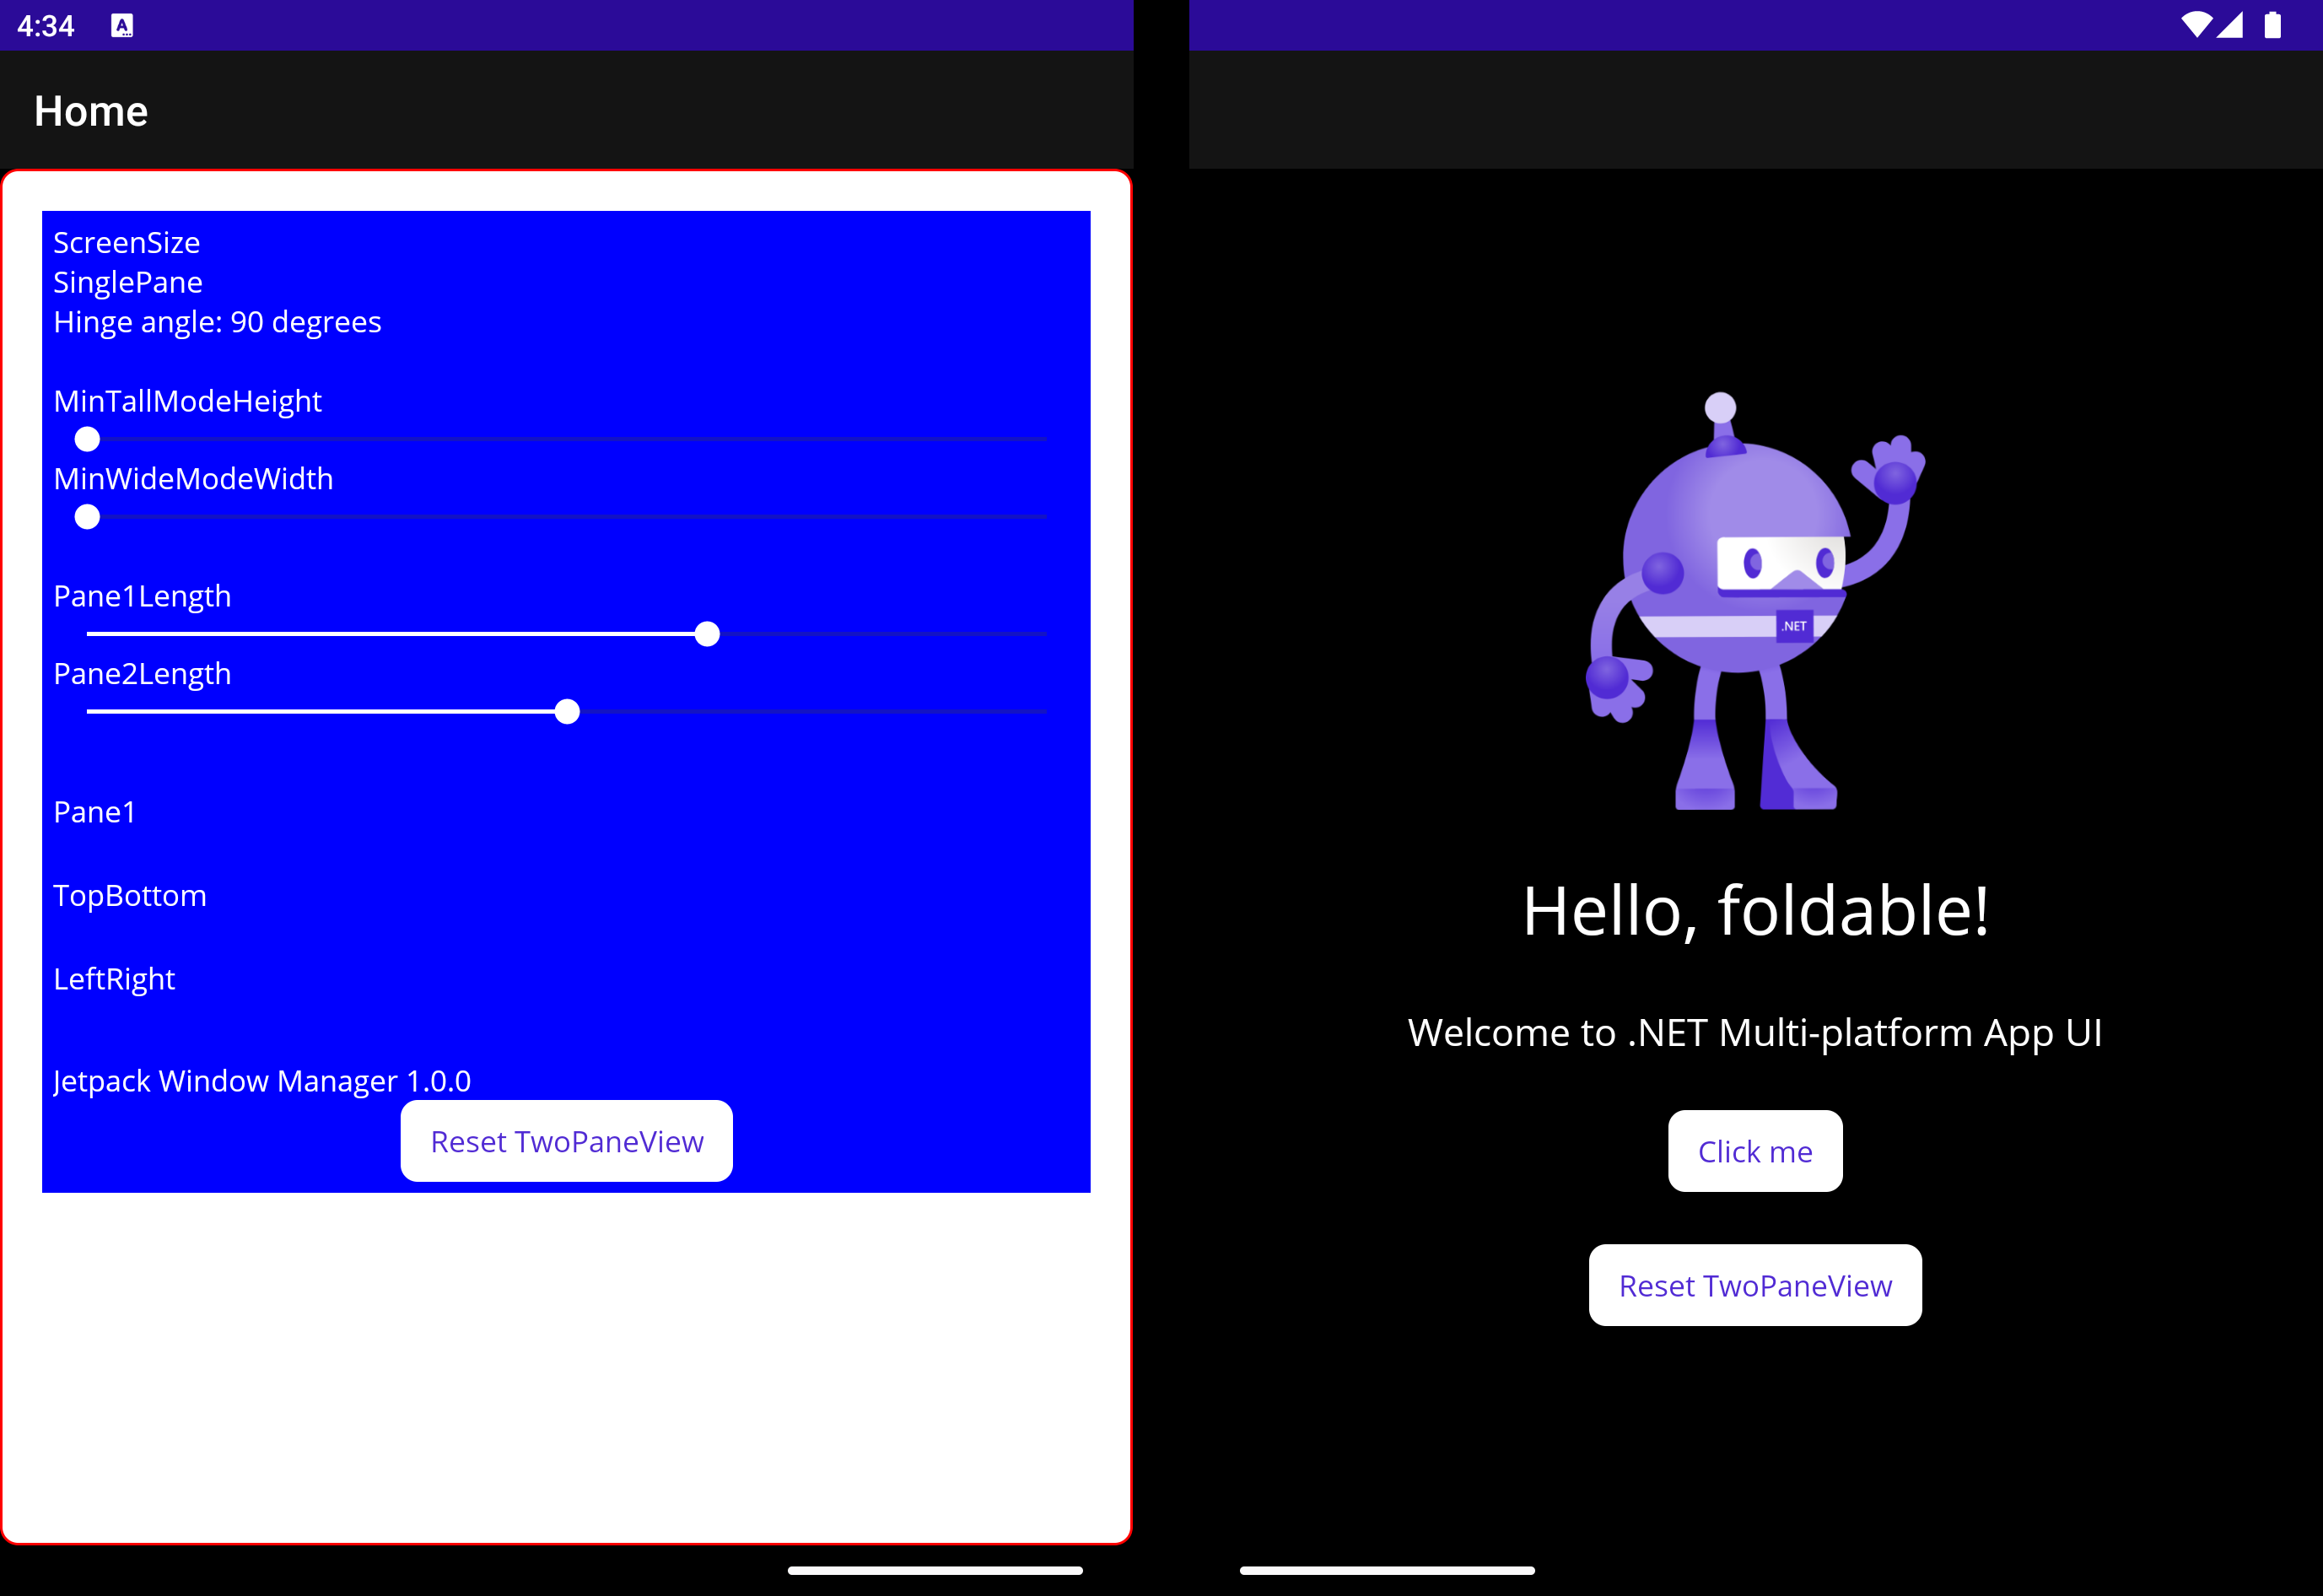 4:34
A
Home
ScreenSize
SinglePane
Hinge angle: 90 degrees
MinTallModeHeight
MinWideModeWidth
Pane1Length
Pane2Length
Pane1
TopBottom
LeftRight
Jetpack Window Manager 1.0.0
Reset TwoPaneView
.NET
Hello, foldable!
Welcome to .NET Multi-platform App UI
Click me
Reset TwoPaneView